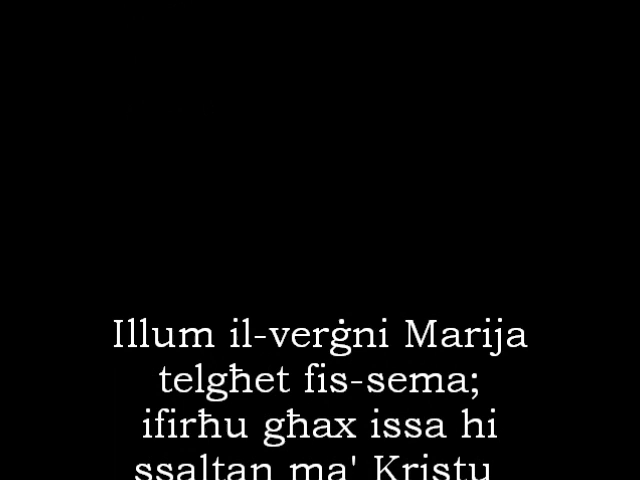 Illum il-verġni Marija
telgħet fis-sema;
ifirħu għax issa hi
ssaltan ma' Kristu